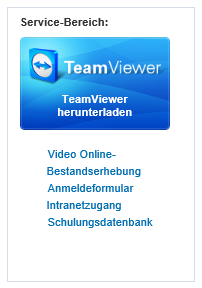 Service-Bereich:
TeamViewer
TeamViewer
herunterladen
Video Online-
Bestandserhebung
Anmeldeformular
Intranetzugang
Schulungsdatenbank